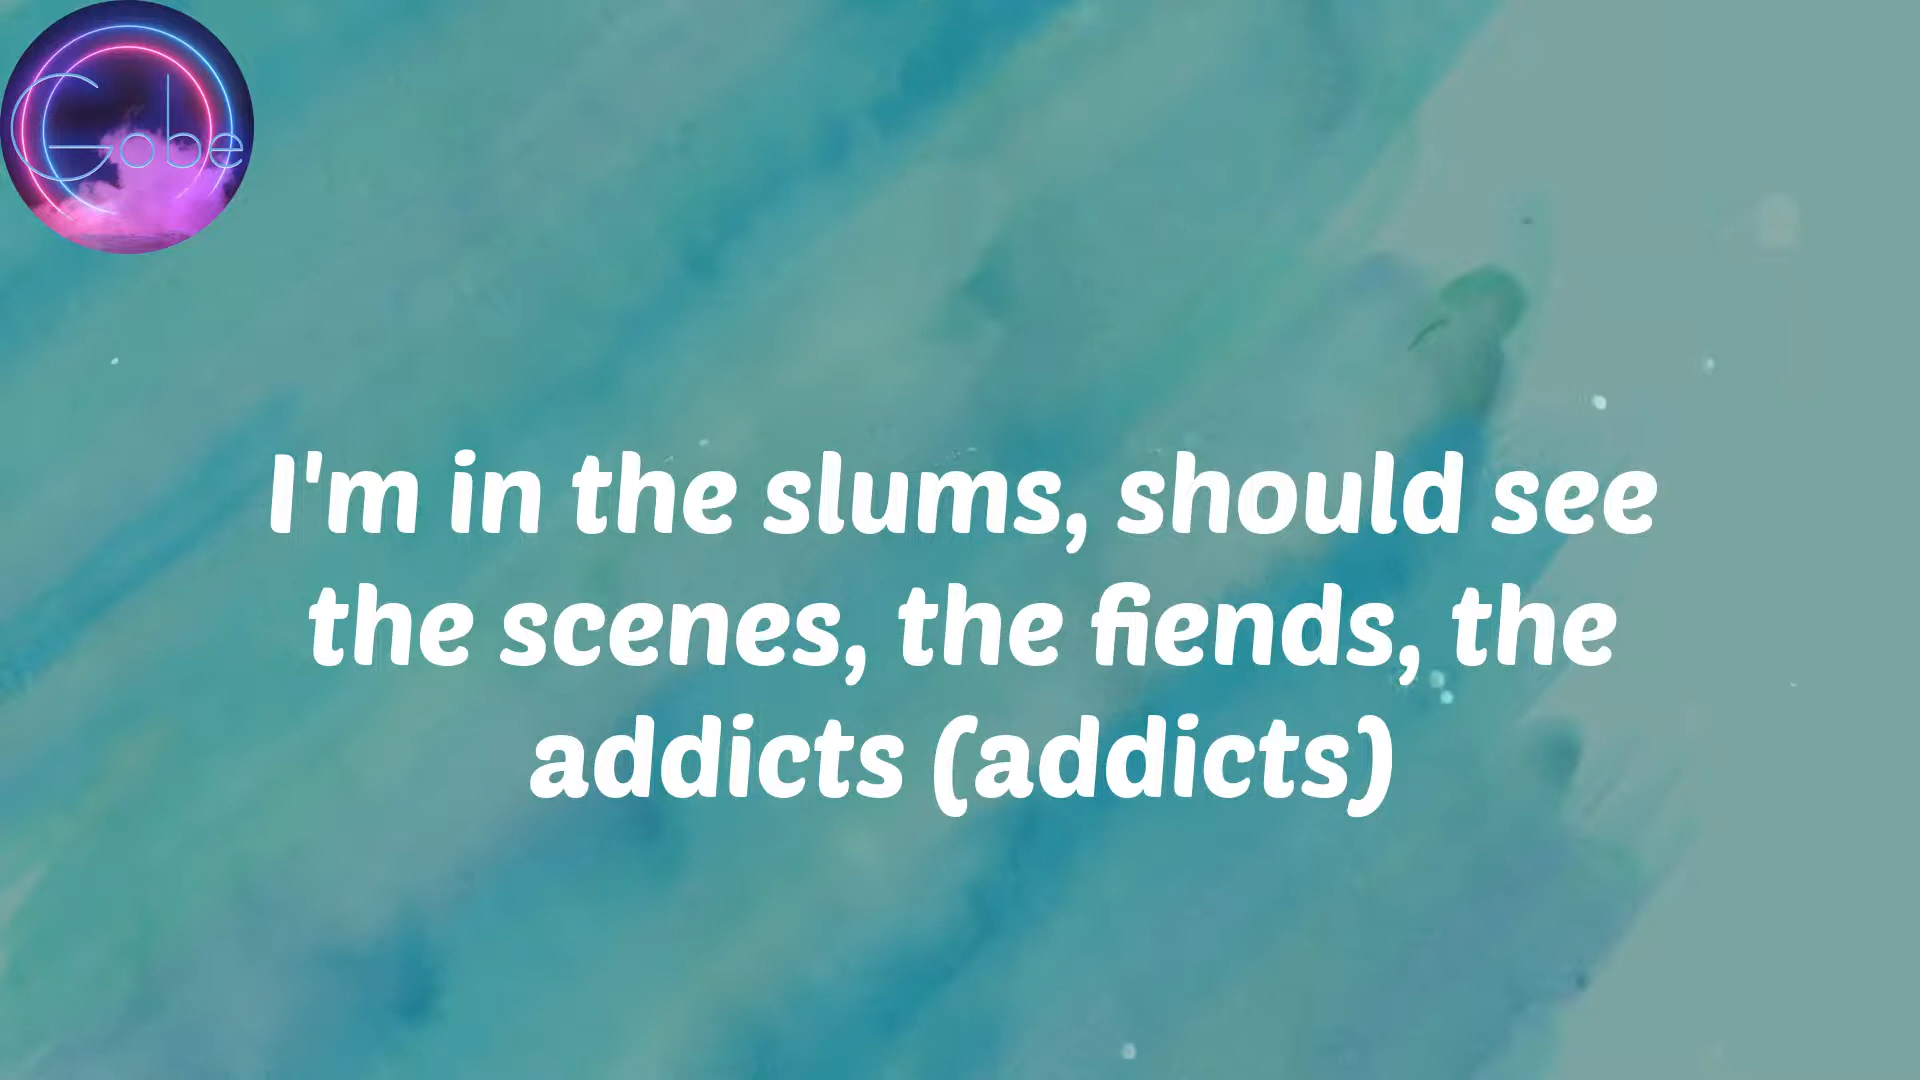 Gobe
I'm in the slums, should see
the scenes, the fiends, the
addicts (addicts)